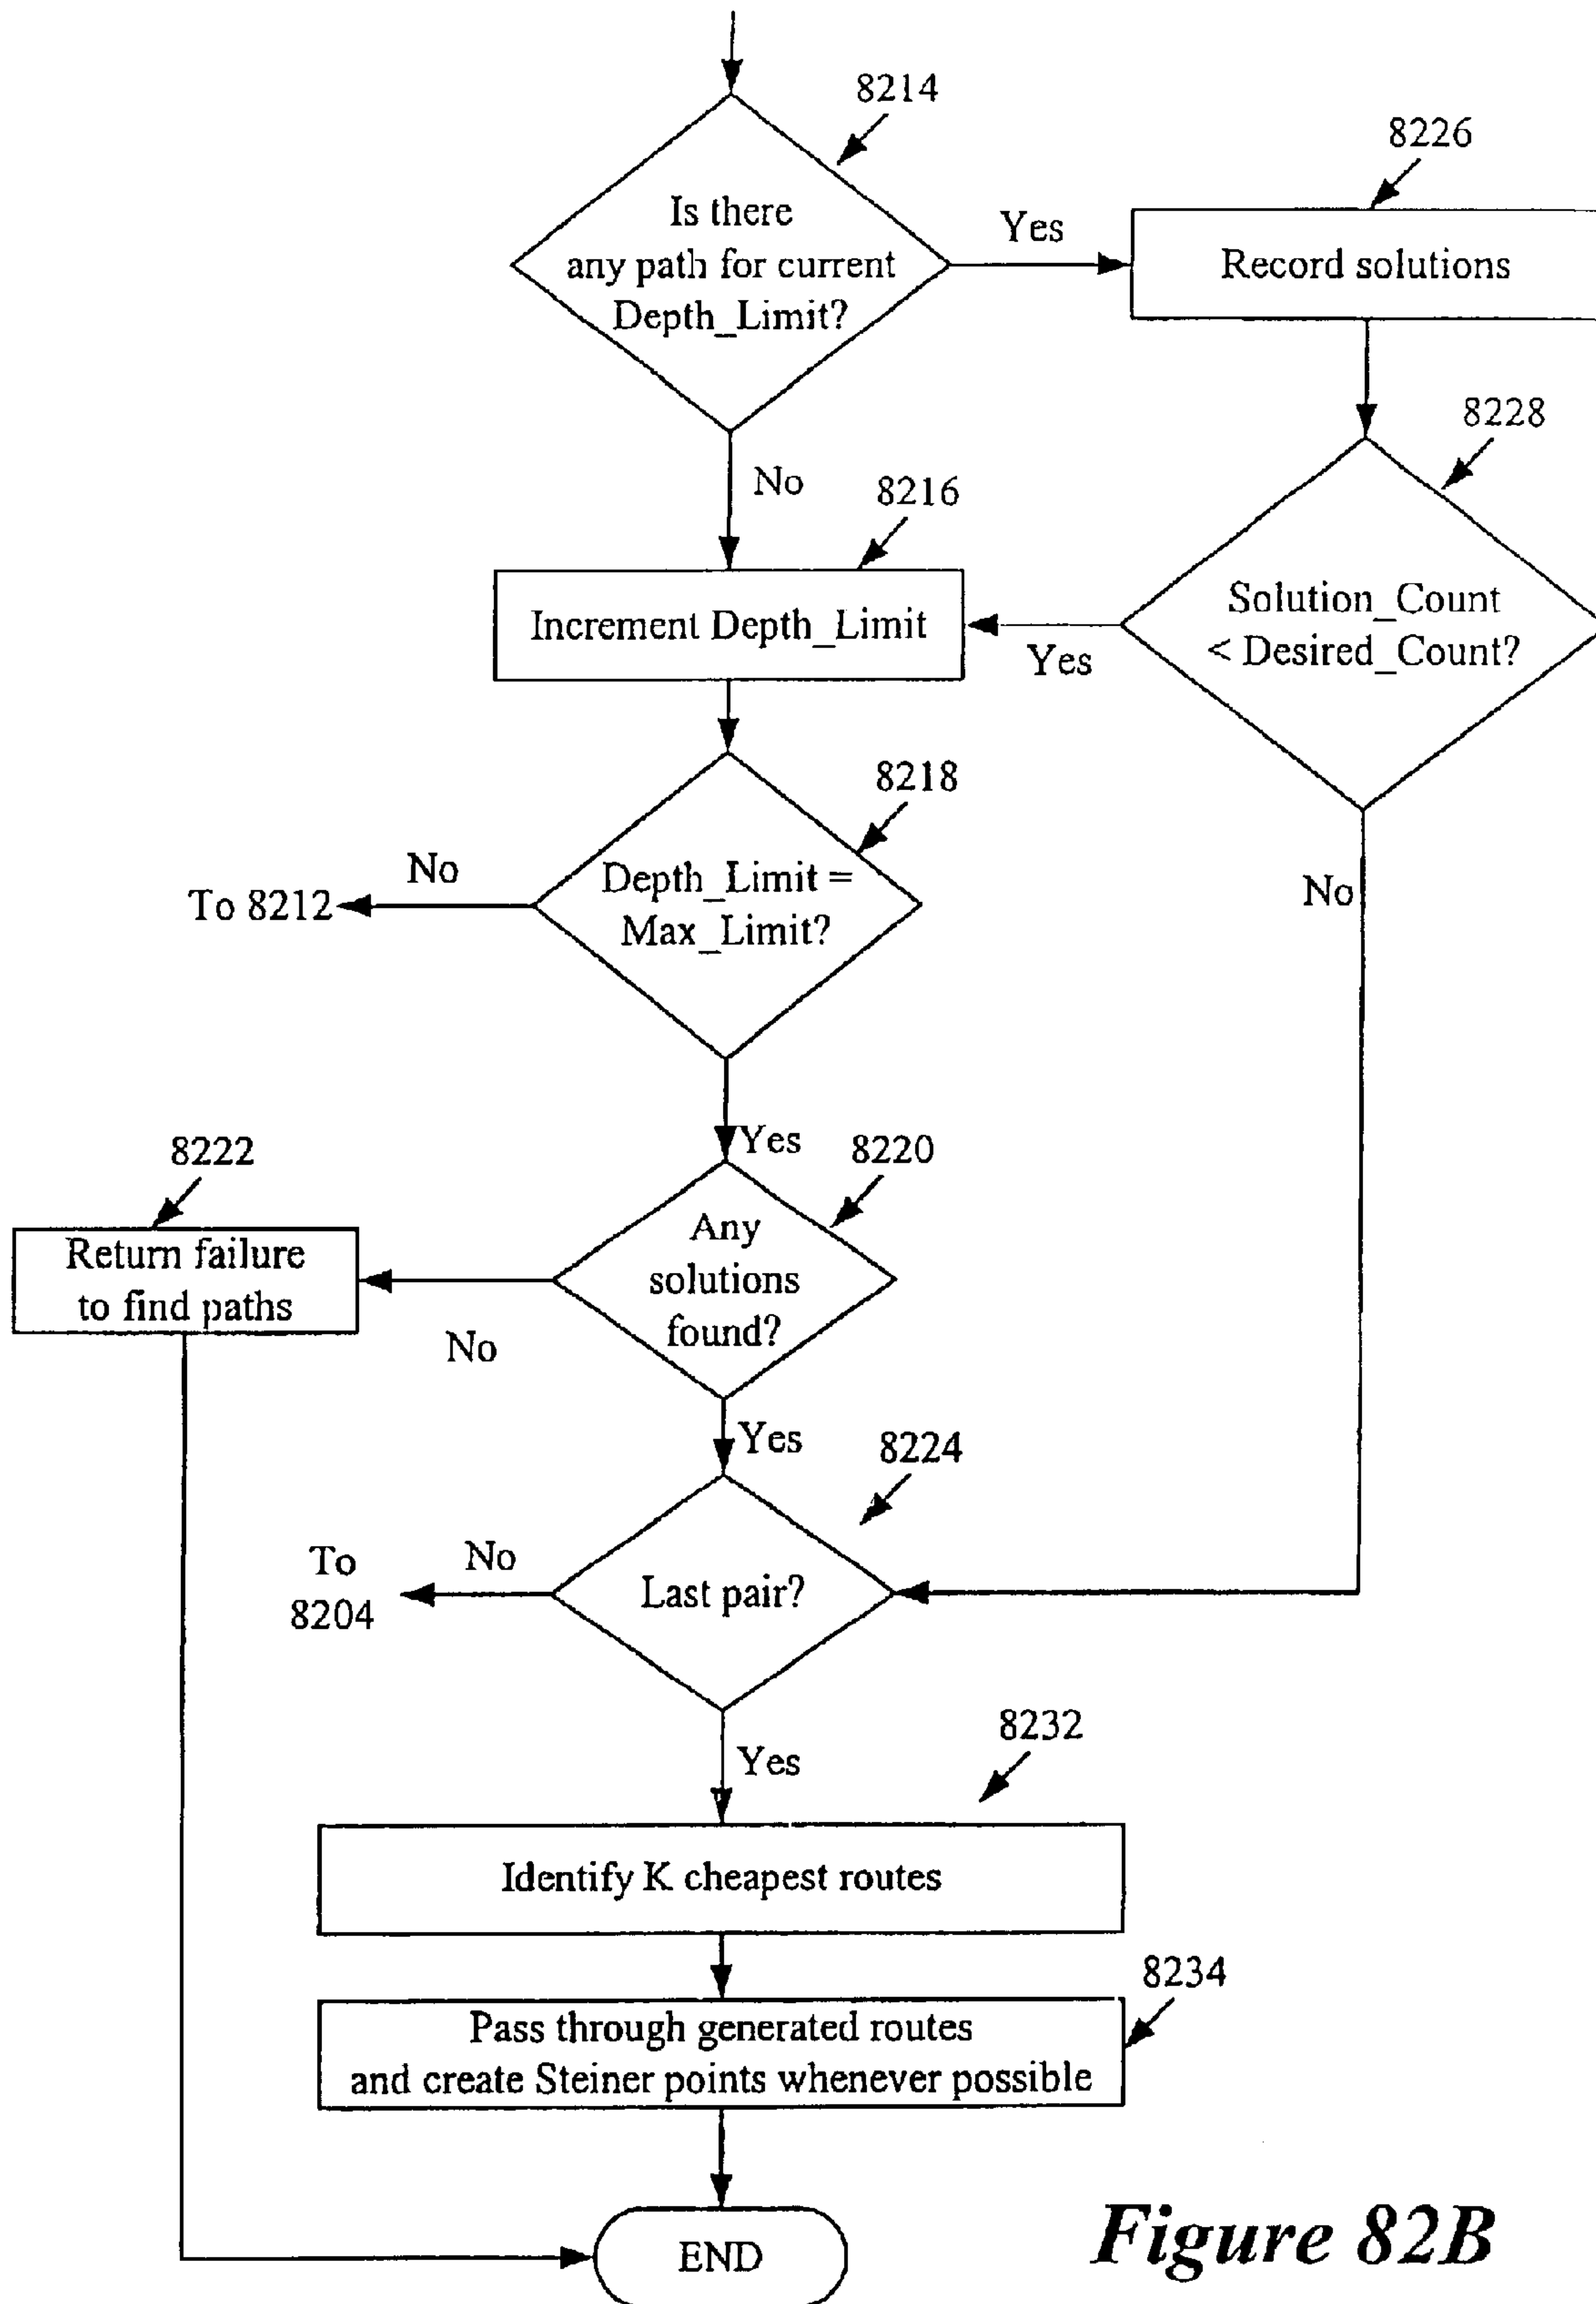 8214
Is there
any path for current
Depth_Limit?
Yes
8226
Record solutions
8228
Solution_Count
< Desired_Count?
Yes
No
No
8216
Increment Depth_Limit
8218
Depth_Limit =
Max_Limit?
No
To 8212
Yes
8220
Any
solutions
found?
No
8222
Return failure
to find paths
Yes
8224
Last pair?
No
To
8204
Yes
8232
Identify K cheapest routes
8234
Pass through generated routes
and create Steiner points whenever possible
END
Figure 82B